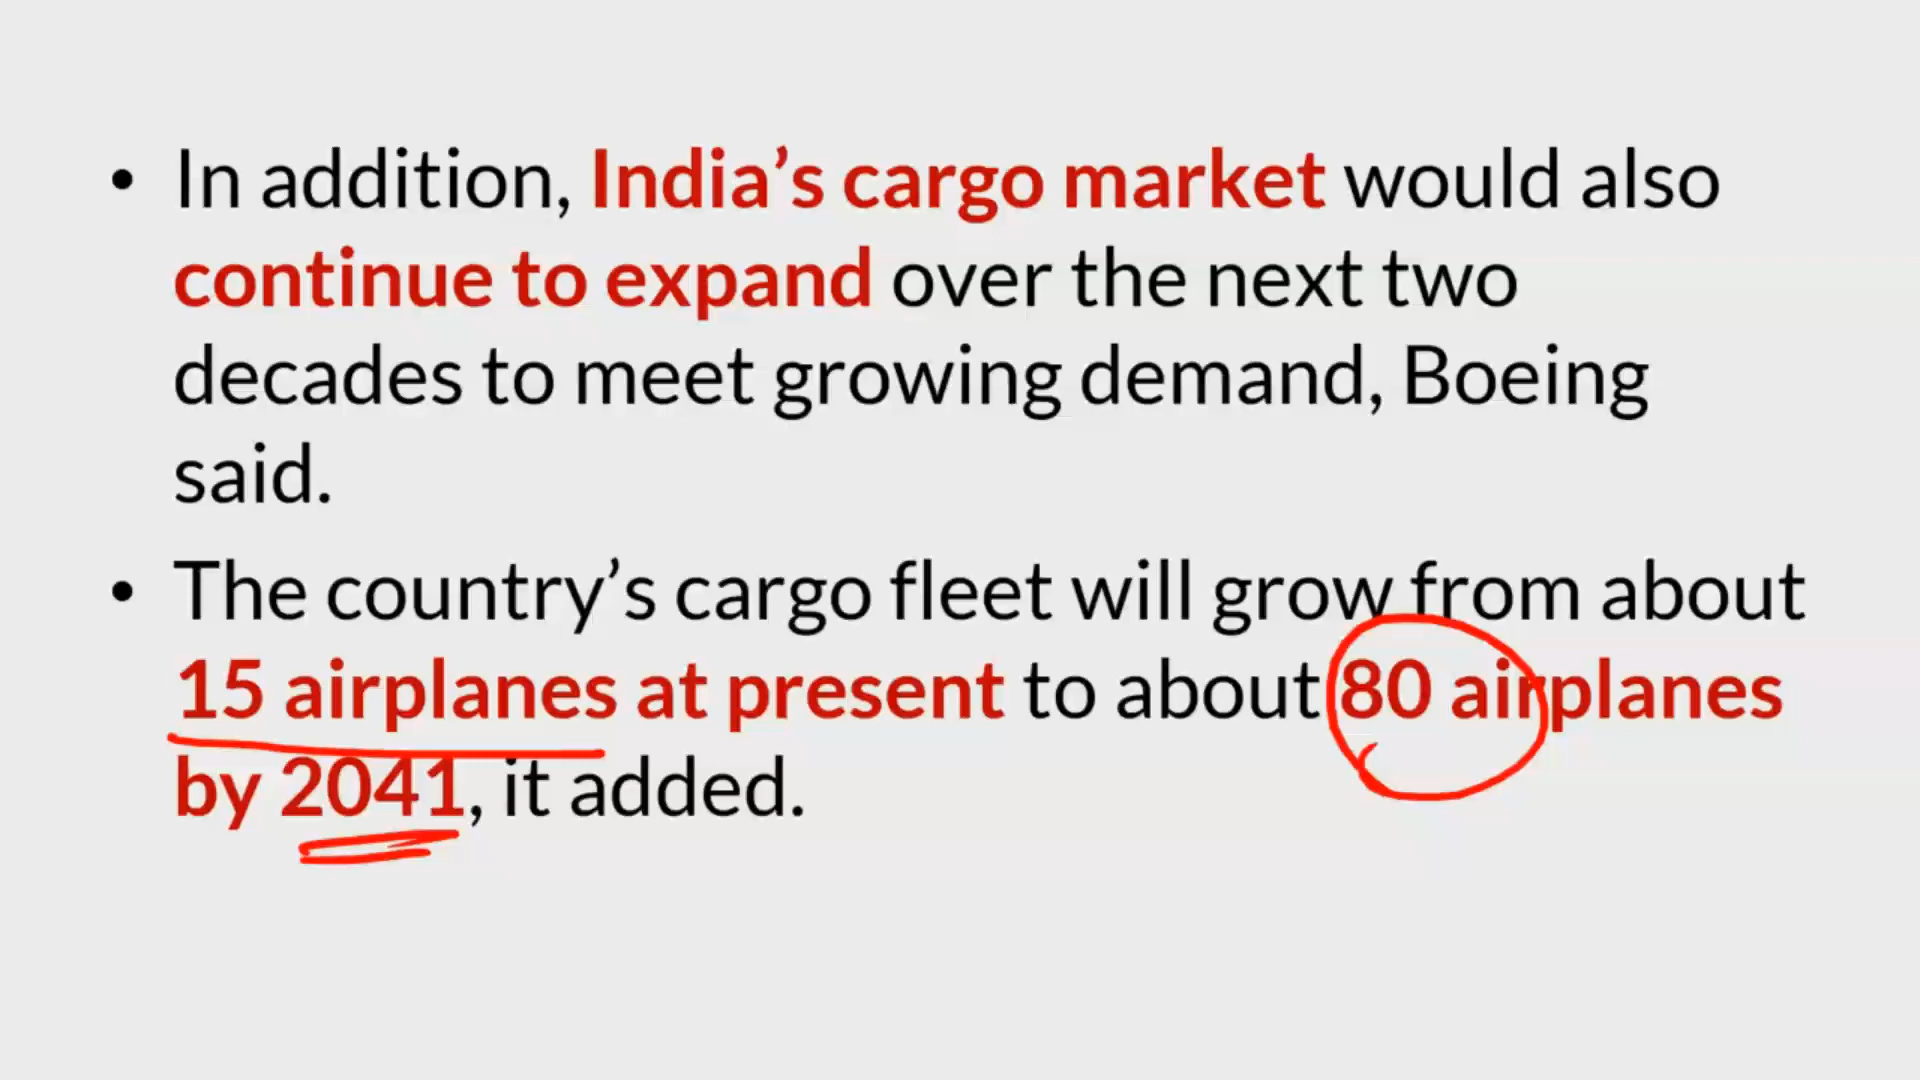 • In addition, India’s cargo market would also
continue to expand over the next two
decades to meet growing demand, Boeing
said.
• The country’s cargo fleet will grow from about
15 airplanes at present to about 80 airplanes
by 2041, it added.